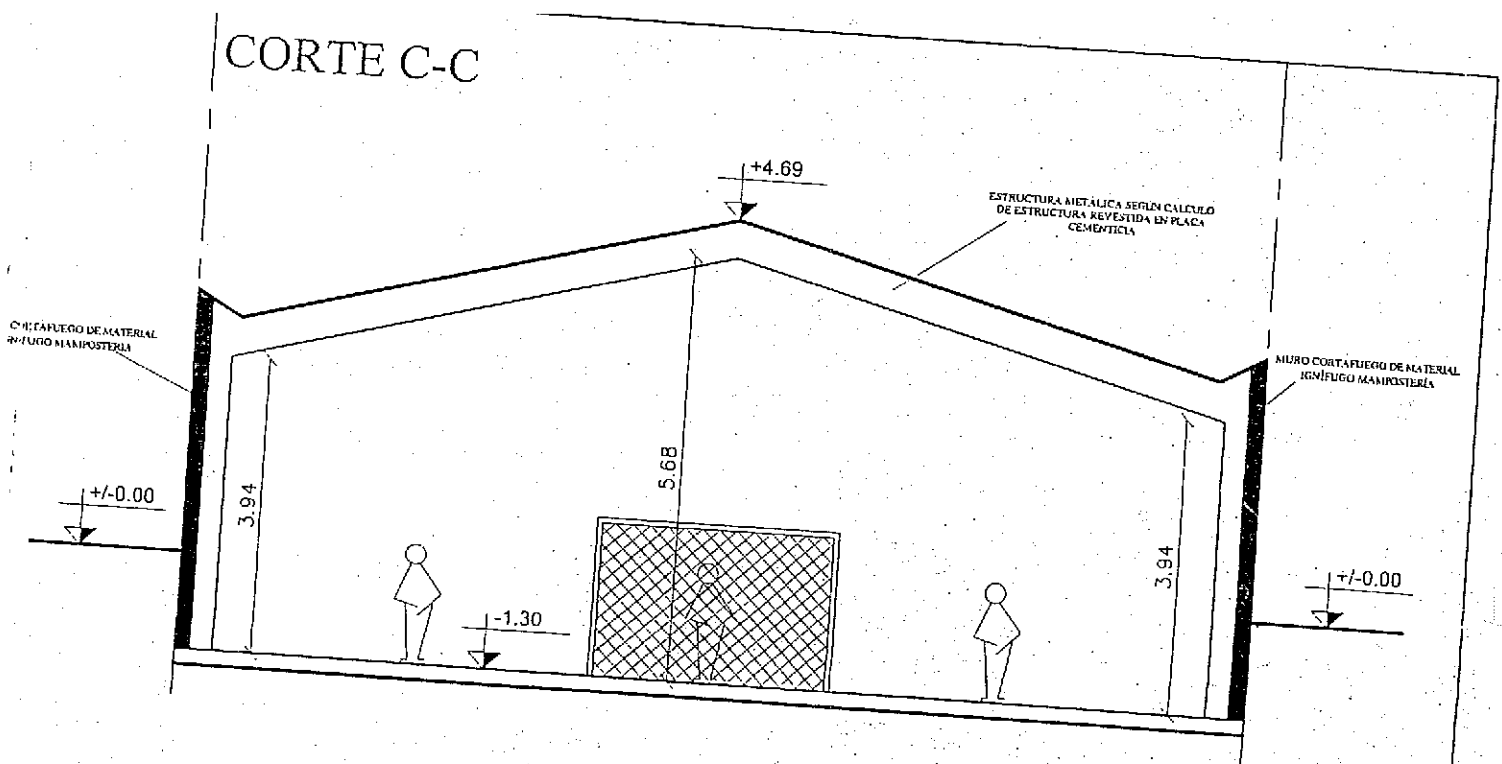 CORTE C-C
+4.69
ESTRUCTURA METÁLICA SEGÚN CALCULO
DE ESTRUCTURA REVESTIDA EN PLACA
CEMENTICIA
DE MATERIAL
MAMPOSTERÍA
MURO CORTAFUEGO DE MATERIAL
IGNÍFUGO MAMPOSTERÍA
+/-0.00
3.94
5.68
3.94
+/-0.00
-1.30